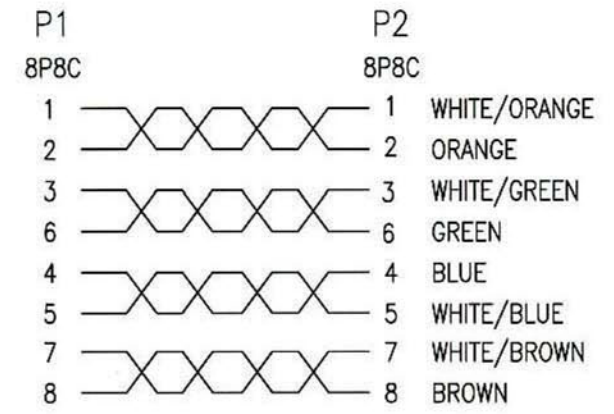 P1 P2
8P8C 8P8C
1 1 WHITE/ORANGE
2 2 ORANGE
3 3 WHITE/GREEN
6 6 GREEN
4 4 BLUE
5 5 WHITE/BLUE
7 7 WHITE/BROWN
8 8 BROWN